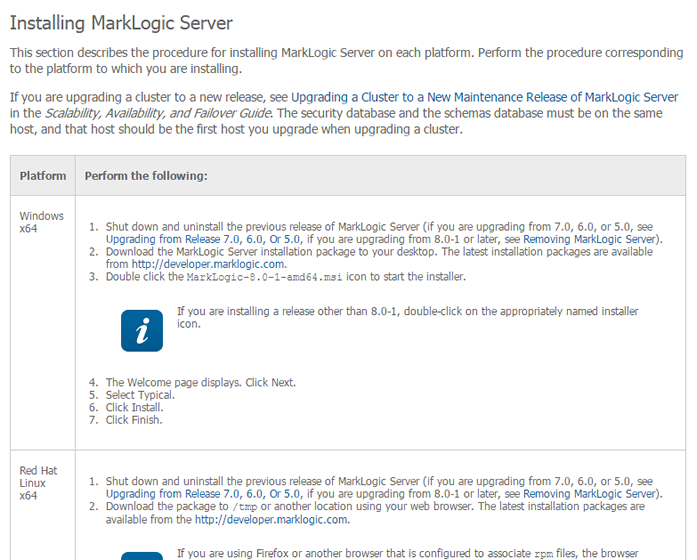 Installing MarkLogic Server
This section describes the procedure for installing MarkLogic Server on each platform. Perform the procedure corresponding
to the platform to which you are installing.
If you are upgrading a cluster to a new release, see Upgrading a Cluster to a New Maintenance Release of MarkLogic Server
in the Scalability, Availability, and Failover Guide. The security database and the schemas database must be on the same
host, and that host should be the first host you upgrade when upgrading a cluster.
Platform Perform the following:
Windows
x64
1. Shut down and uninstall the previous release of MarkLogic Server (if you are upgrading from 7.0, 6.0, or 5.0, see
Upgrading from Release 7.0, 6.0, Or 5.0, if you are upgrading from 8.0-1 or later, see Removing MarkLogic Server).
2. Download the MarkLogic Server installation package to your desktop. The latest installation packages are available
from http://developer.marklogic.com.
3. Double click the MarkLogic-8.0-1-amd64.msi icon to start the installer.
i
If you are installing a release other than 8.0-1, double-click on the appropriately named installer
icon.
4. The Welcome page displays. Click Next.
5. Select Typical.
6. Click Install.
7. Click Finish.
Red Hat
Linux
x64
1. Shut down and uninstall the previous release of MarkLogic Server (if you are upgrading from 7.0, 6.0, or 5.0, see
Upgrading from Release 7.0, 6.0, Or 5.0, if you are upgrading from 8.0-1 or later, see Removing MarkLogic Server).
2. Download the package to /tmp or another location using your web browser. The latest installation packages are
available from the http://developer.marklogic.com.
If you are using Firefox or another browser that is configured to associate rpm files, the browser